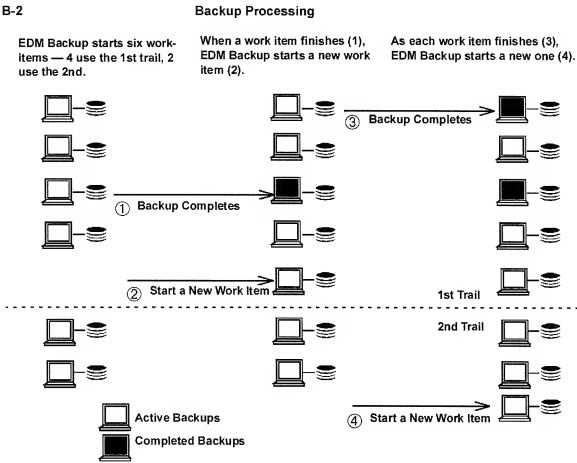 B-2
Backup Processing
EDM Backup starts six work-
items — 4 use the 1st trail, 2
use the 2nd.
When a work item finishes (1),
EDM Backup starts a new work
item (2).
As each work item finishes (3),
EDM Backup starts a new one (4).
③ Backup Completes
① Backup Completes
② Start a New Work Item
1st Trail
2nd Trail
④ Start a New Work Item
Active Backups
Completed Backups